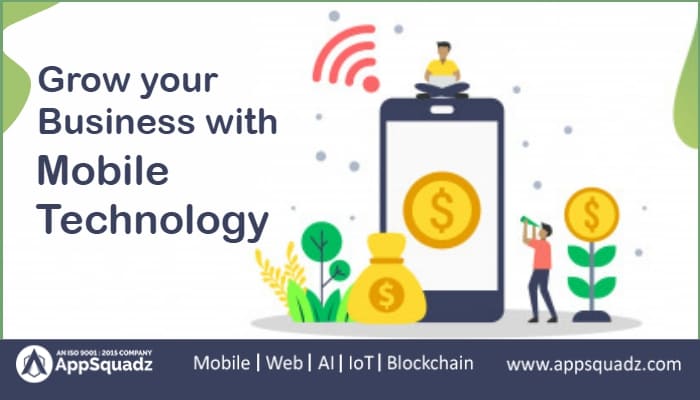 Grow your
Business with
Mobile
Technology
$
$
$
AN ISO 9001 : 2015 COMPANY
AppSquadz
Mobile | Web | AI | IoT | Blockchain
www.appsquadz.com